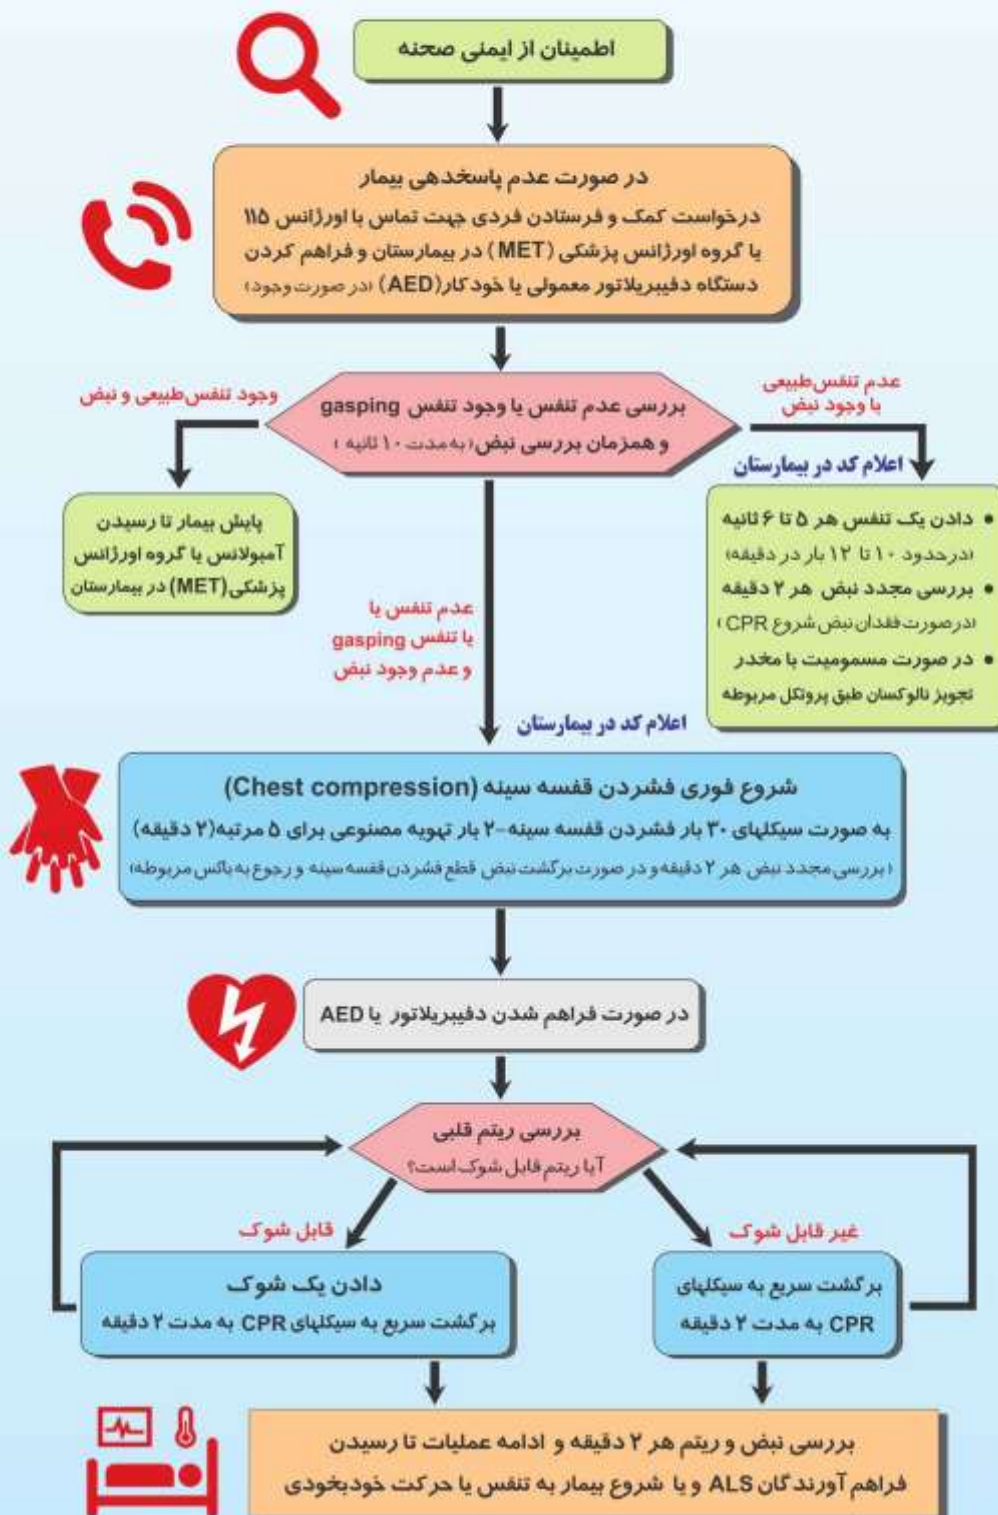 اطمینان از ایمنی صحنه
در صورت عدم پاسخدهی بیمار
درخواست کمک و فرستادن فردی جهت تماس با اورژانس ۱۱۵
یا گروه اورژانس پزشکی (MET) در بیمارستان و فراهم کردن
دستگاه دفیبریلاتور معمولی یا خودکار(AED) (در صورت وجود)
عدم تنفس طبیعی
با وجود نبض
بررسی عدم تنفس یا وجود تنفس gasping
و همزمان بررسی نبض (به مدت ۱۰ ثانیه)
وجود تنفس طبیعی و نبض
اعلام کد در بیمارستان
دادن یک تنفس هر ۵ تا ۶ ثانیه
(درحدود ۱۰ تا ۱۲ بار در دقیقه)
بررسی مجدد نبض هر ۲ دقیقه
(درصورت فقدان نبض شروع CPR)
در صورت مسمومیت با مخدر
تجویز نالوکسان طبق پروتکل مربوطه
پایش بیمار تا رسیدن
آمبولانس یا گروه اورژانس
پزشکی(MET) در بیمارستان
عدم تنفس یا
یا تنفس gasping
و عدم وجود نبض
اعلام کد در بیمارستان
شروع فوری فشردن قفسه سینه (Chest compression)
به صورت سیکلهای ۳۰ بار فشردن قفسه سینه-۲ بار تهویه مصنوعی برای ۵ مرتبه(۲ دقیقه)
(بررسی مجدد نبض هر ۲ دقیقه و در صورت برگشت نبض قطع فشردن قفسه سینه و رجوع به باکس مربوطه)
در صورت فراهم شدن دفیبریلاتور یا AED
بررسی ریتم قلبی
آیا ریتم قابل شوک است؟
غیر قابل شوک
قابل شوک
برگشت سریع به سیکلهای
CPR به مدت ۲ دقیقه
دادن یک شوک
برگشت سریع به سیکلهای CPR به مدت ۲ دقیقه
بررسی نبض و ریتم هر ۲ دقیقه و ادامه عملیات تا رسیدن
فراهم آورندگان ALS و یا شروع بیمار به تنفس یا حرکت خودبخودی